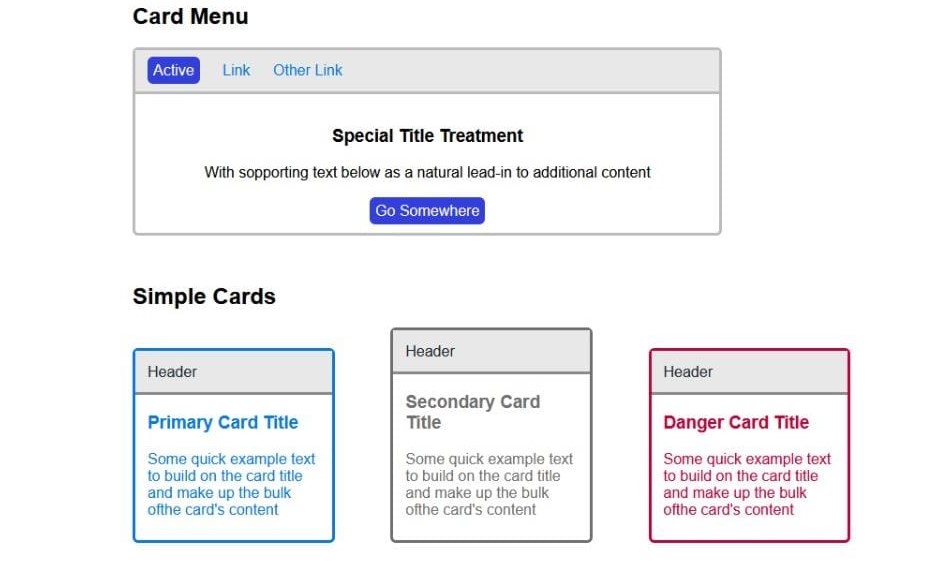 Card Menu
Active Link Other Link
Special Title Treatment
With sopporting text below as a natural lead-in to additional content
Go Somewhere
Simple Cards
Header
Primary Card Title
Some quick example text
to build on the card title
and make up the bulk
ofthe card's content
Header
Secondary Card
Title
Some quick example text
to build on the card title
and make up the bulk
ofthe card's content
Header
Danger Card Title
Some quick example text
to build on the card title
and make up the bulk
ofthe card's content